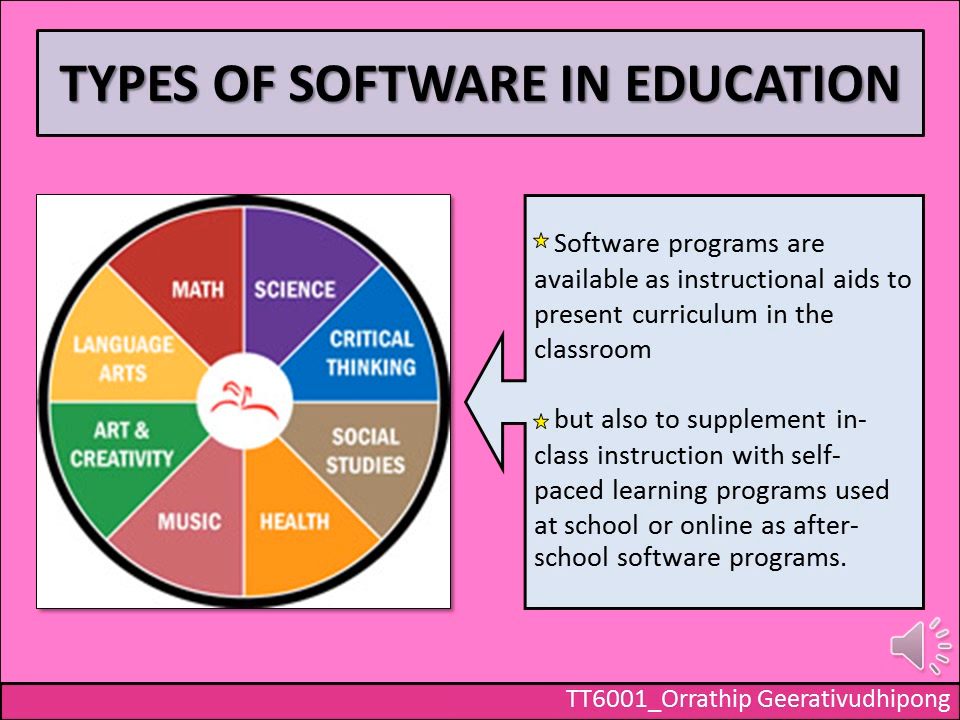 TYPES OF SOFTWARE IN EDUCATION
MATH
SCIENCE
LANGUAGE
ARTS
CRITICAL
THINKING
ART &
CREATIVITY
SOCIAL
STUDIES
MUSIC
HEALTH
Software programs are
available as instructional aids to
present curriculum in the
classroom
but also to supplement in-
class instruction with self-
paced learning programs used
at school or online as after-
school software programs.
TT6001_Orrathip Geerativudhipong